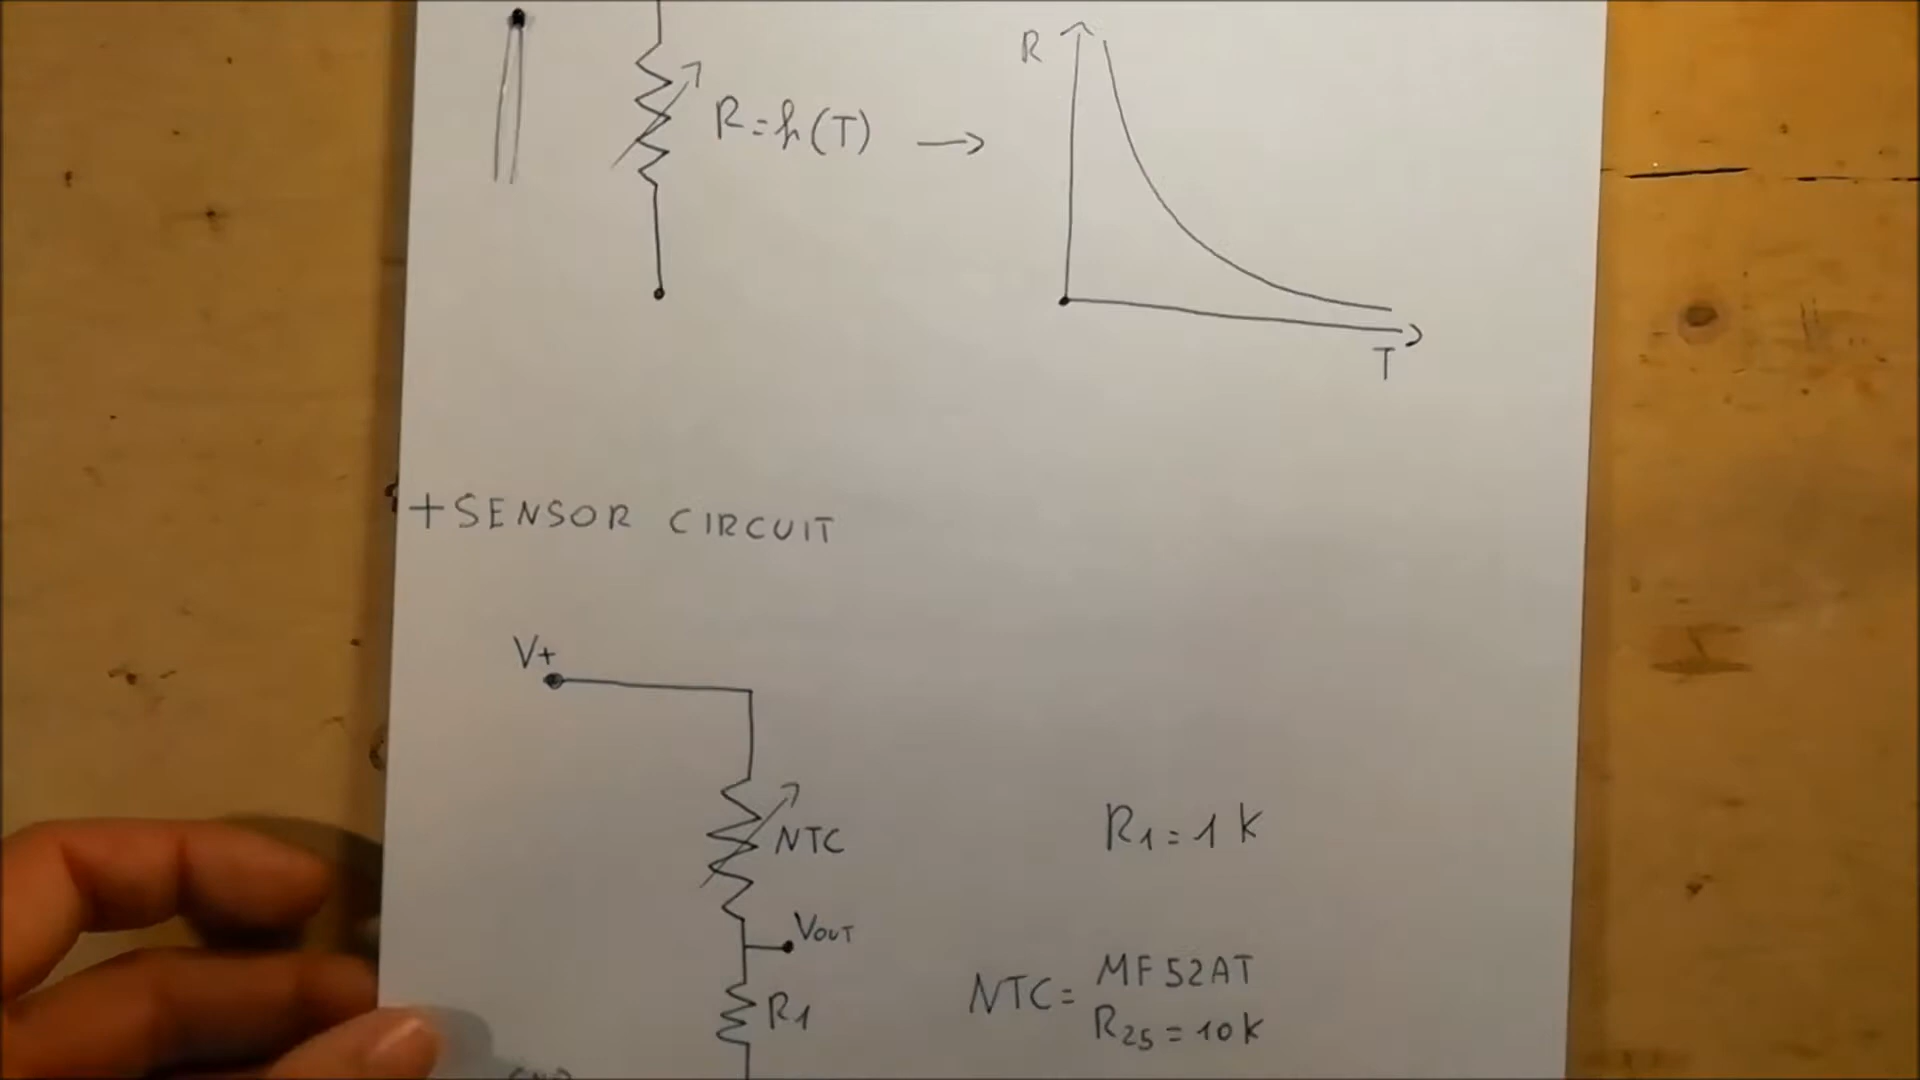 R
R=f(T)
T
+SENSOR CIRCUIT
V+
NTC
R1=1K
VOUT
NTC= MF52AT
R25=10K
R1